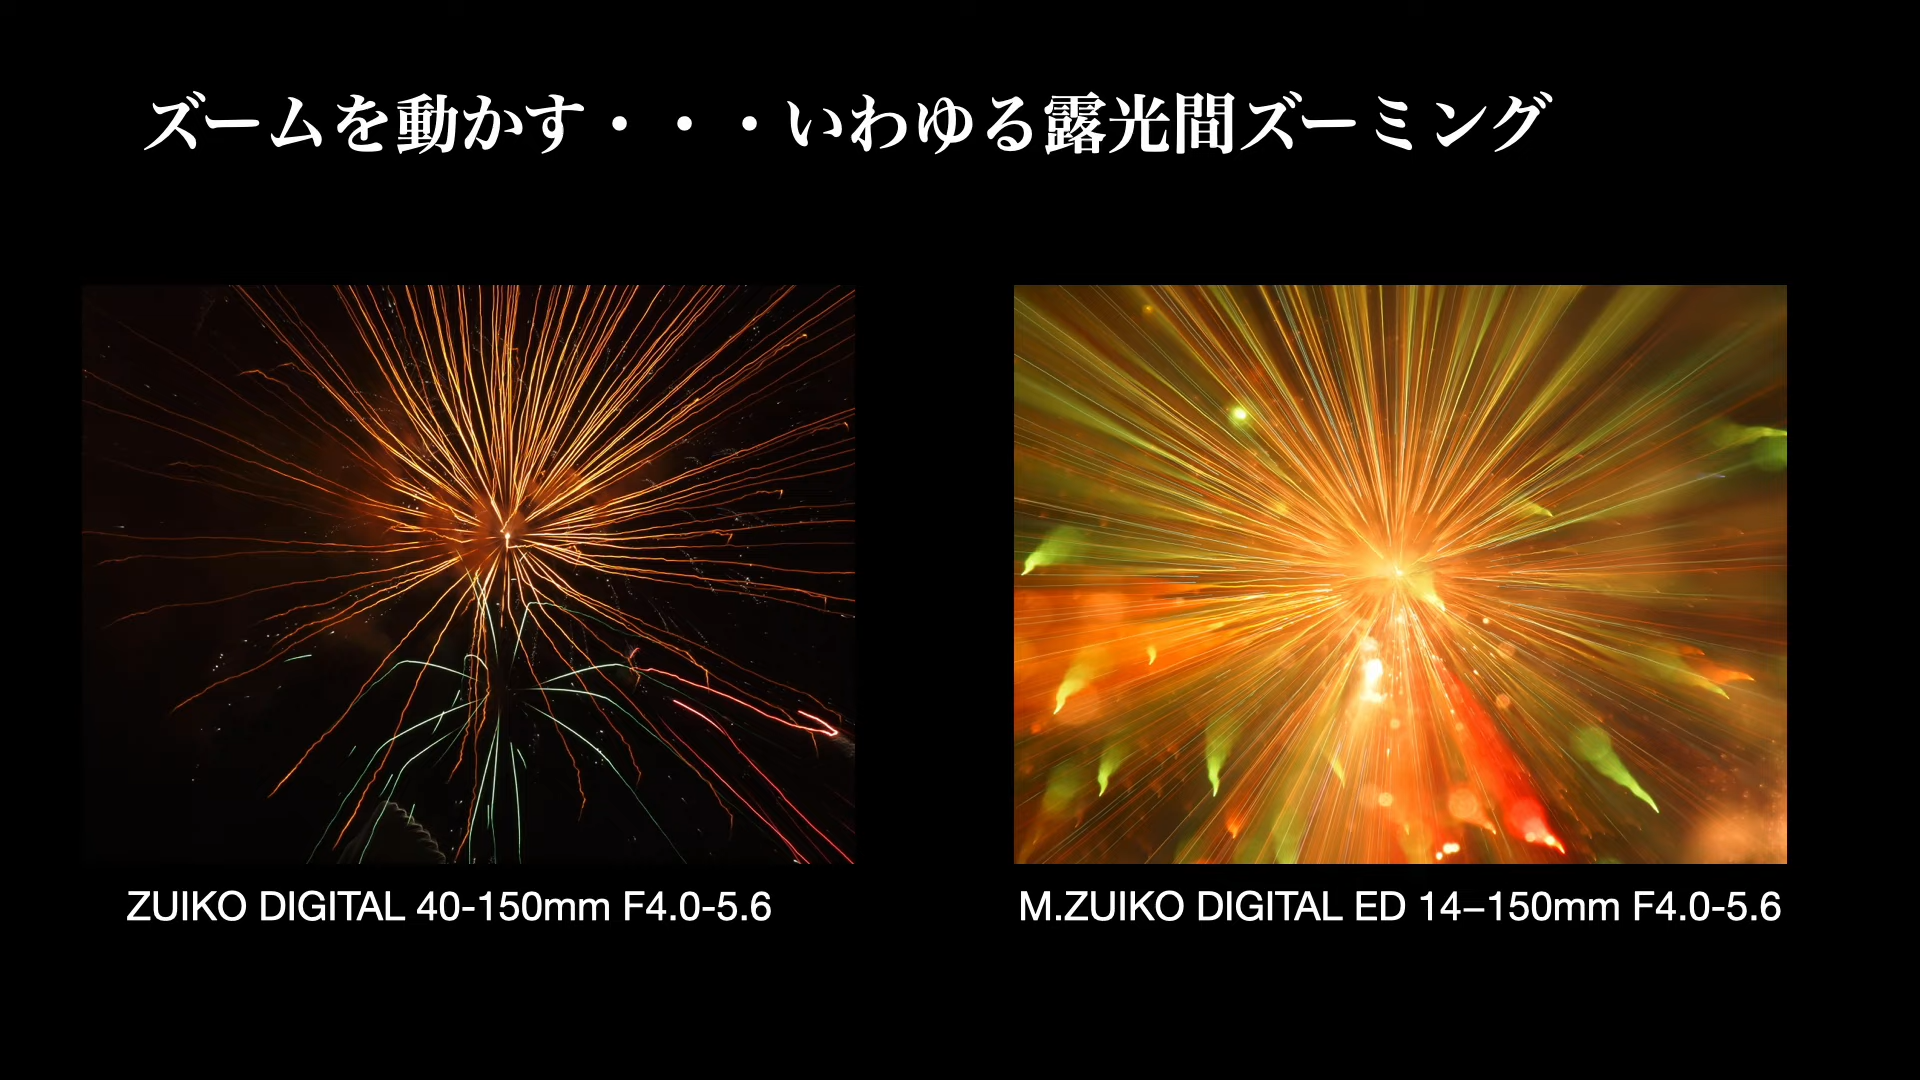 ズームを動かす・・・いわゆる露光間ズーミング
ZUIKO DIGITAL 40-150mm F4.0-5.6
M.ZUIKO DIGITAL ED 14–150mm F4.0-5.6